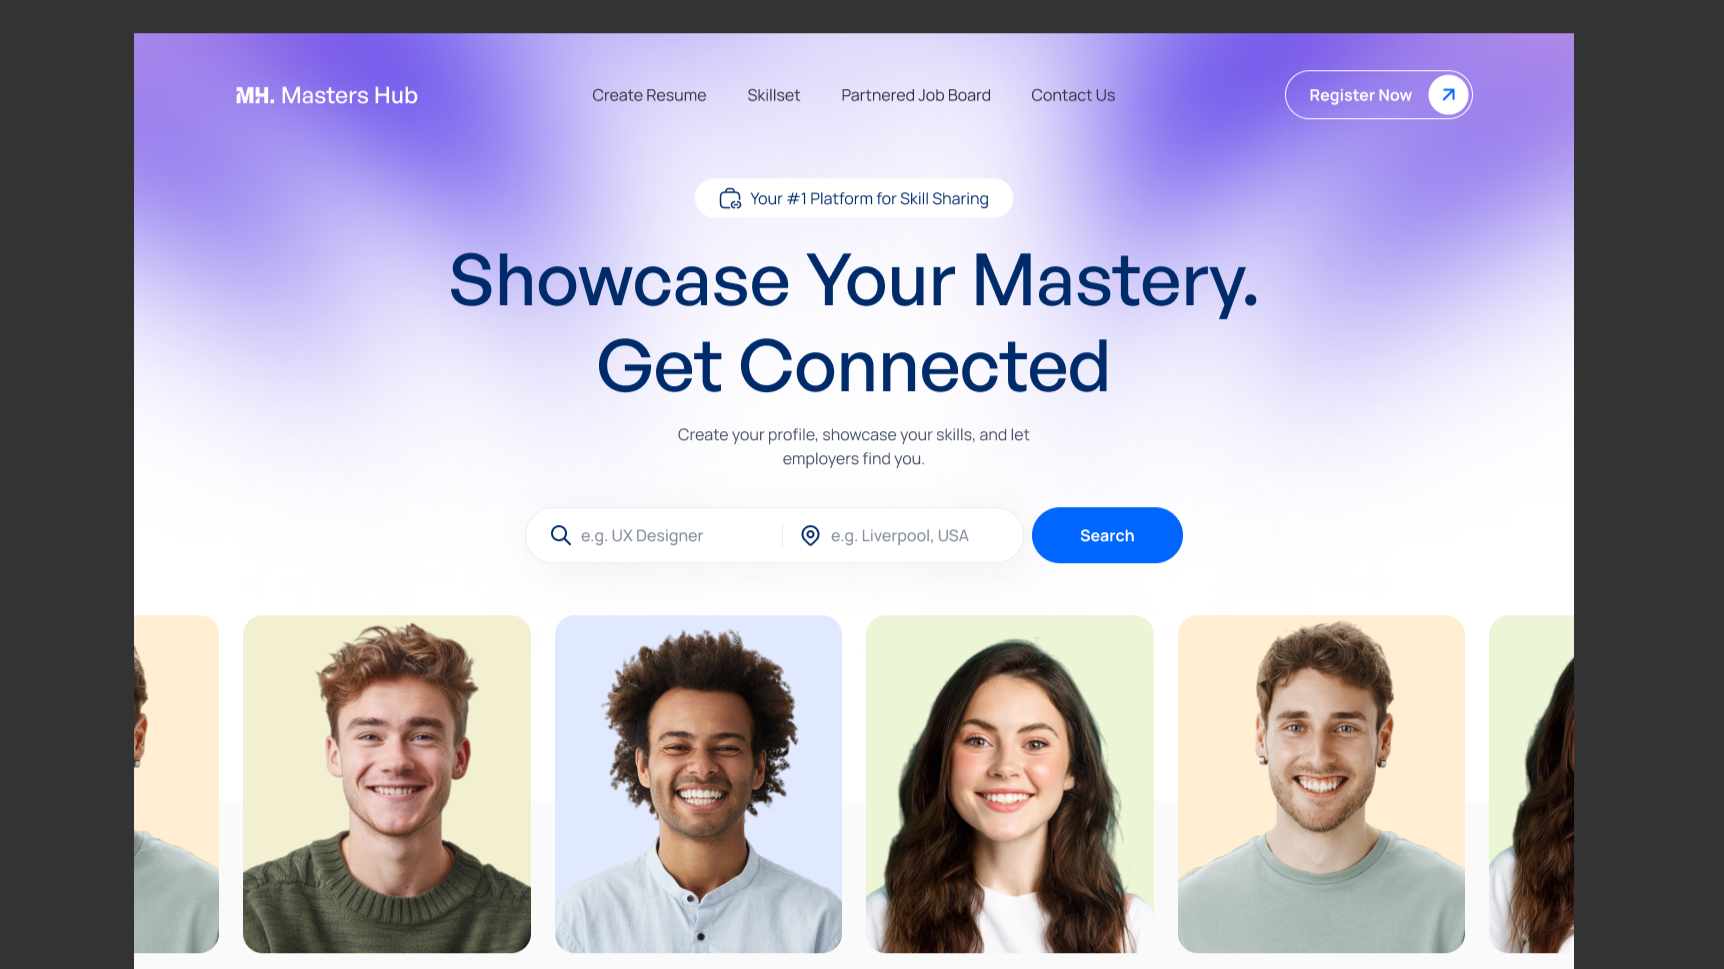 MH. Masters Hub
Create Resume
Skillset
Partnered Job Board
Contact Us
Register Now
Your #1 Platform for Skill Sharing
Showcase Your Mastery.
Get Connected
Create your profile, showcase your skills, and let
employers find you.
e.g. UX Designer
e.g. Liverpool, USA
Search